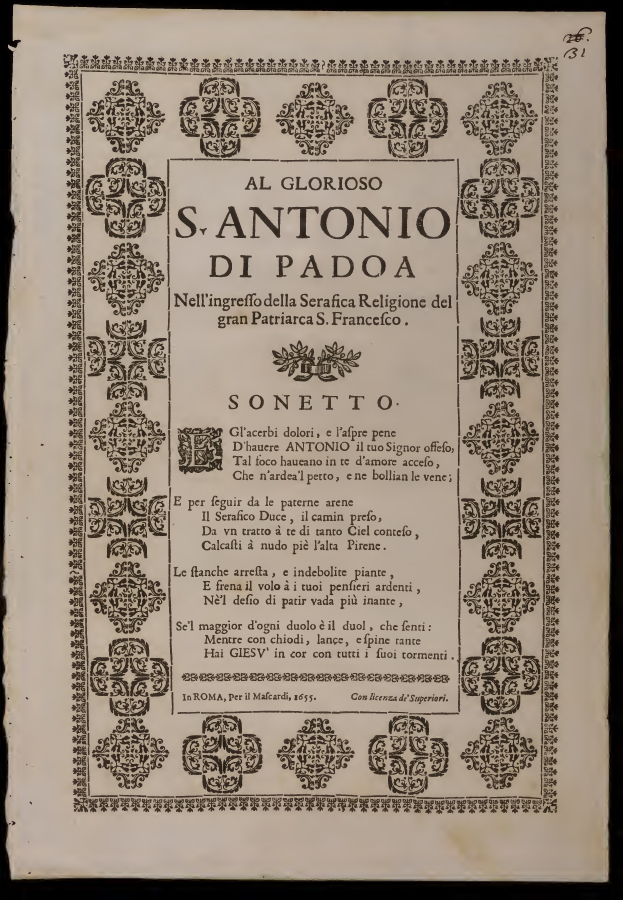 26.
131
AL GLORIOSO
S. ANTONIO
DI PADOA
Nell'ingreſſo della Serafica Religione del
gran Patriarca S. Franceſco.
SONETTO.
EGl'acerbi dolori, e l'aſpre pene
D'hauere ANTONIO il tuo Signor offeſo,
Tal foco haueano in te d'amore acceſo,
Che n'ardea'l petto, e ne bollian le vene;
E per ſeguir da le paterne arene
Il Serafico Duce, il camin preſo,
Da vn tratto à te di tanto Ciel conteſo,
Calcaſti à nudo piè l'alta Pirene.
Le ſtanche arreſta, e indebolite piante,
E frena il volo à i tuoi penſieri ardenti,
Nè'l deſio di patir vada più inante,
Se'l maggior d'ogni duolo è il duol, che ſenti:
Mentre con chiodi, lance, e ſpine tante
Hai GIESV' in cor con tutti i ſuoi tormenti.
In ROMA, Per il Maſcardi, 1655. Con licenza de' Superiori.